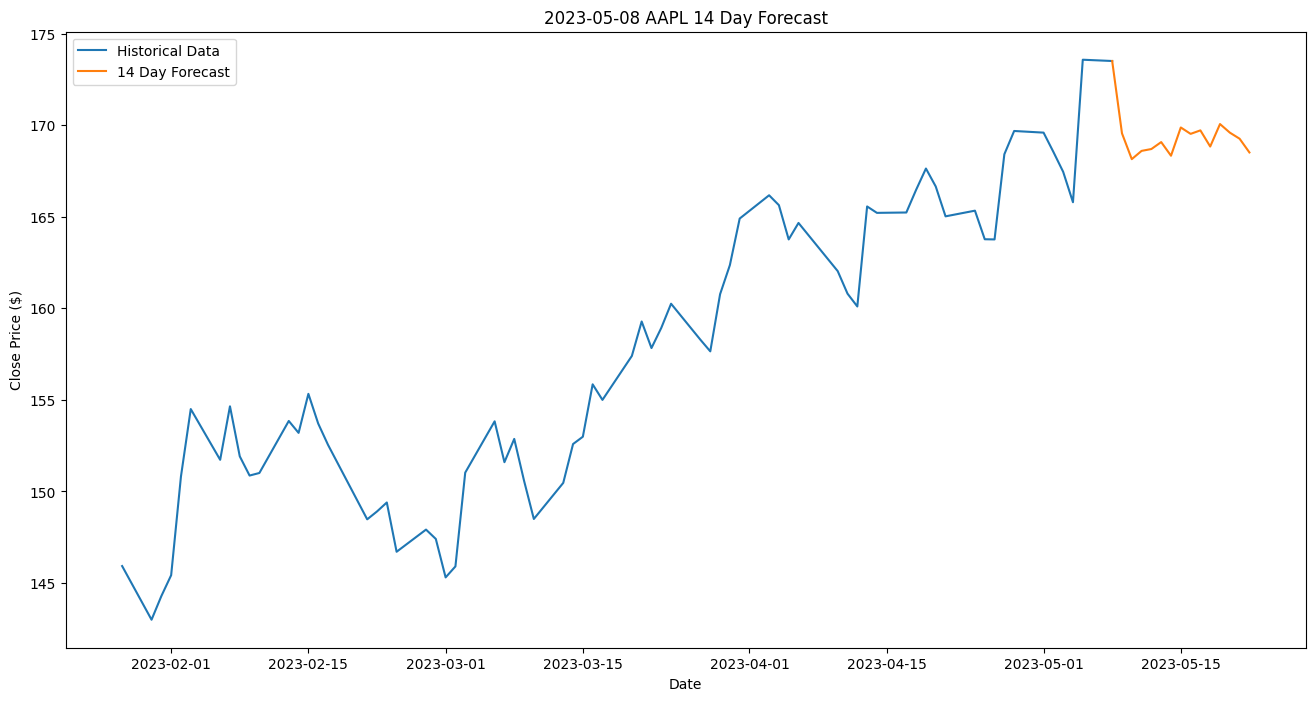 2023-05-08 AAPL 14 Day Forecast
Historical Data
14 Day Forecast
Close Price ($)
175
170
165
160
155
150
145
2023-02-01 2023-02-15 2023-03-01 2023-03-15 2023-04-01 2023-04-15 2023-05-01 2023-05-15
Date